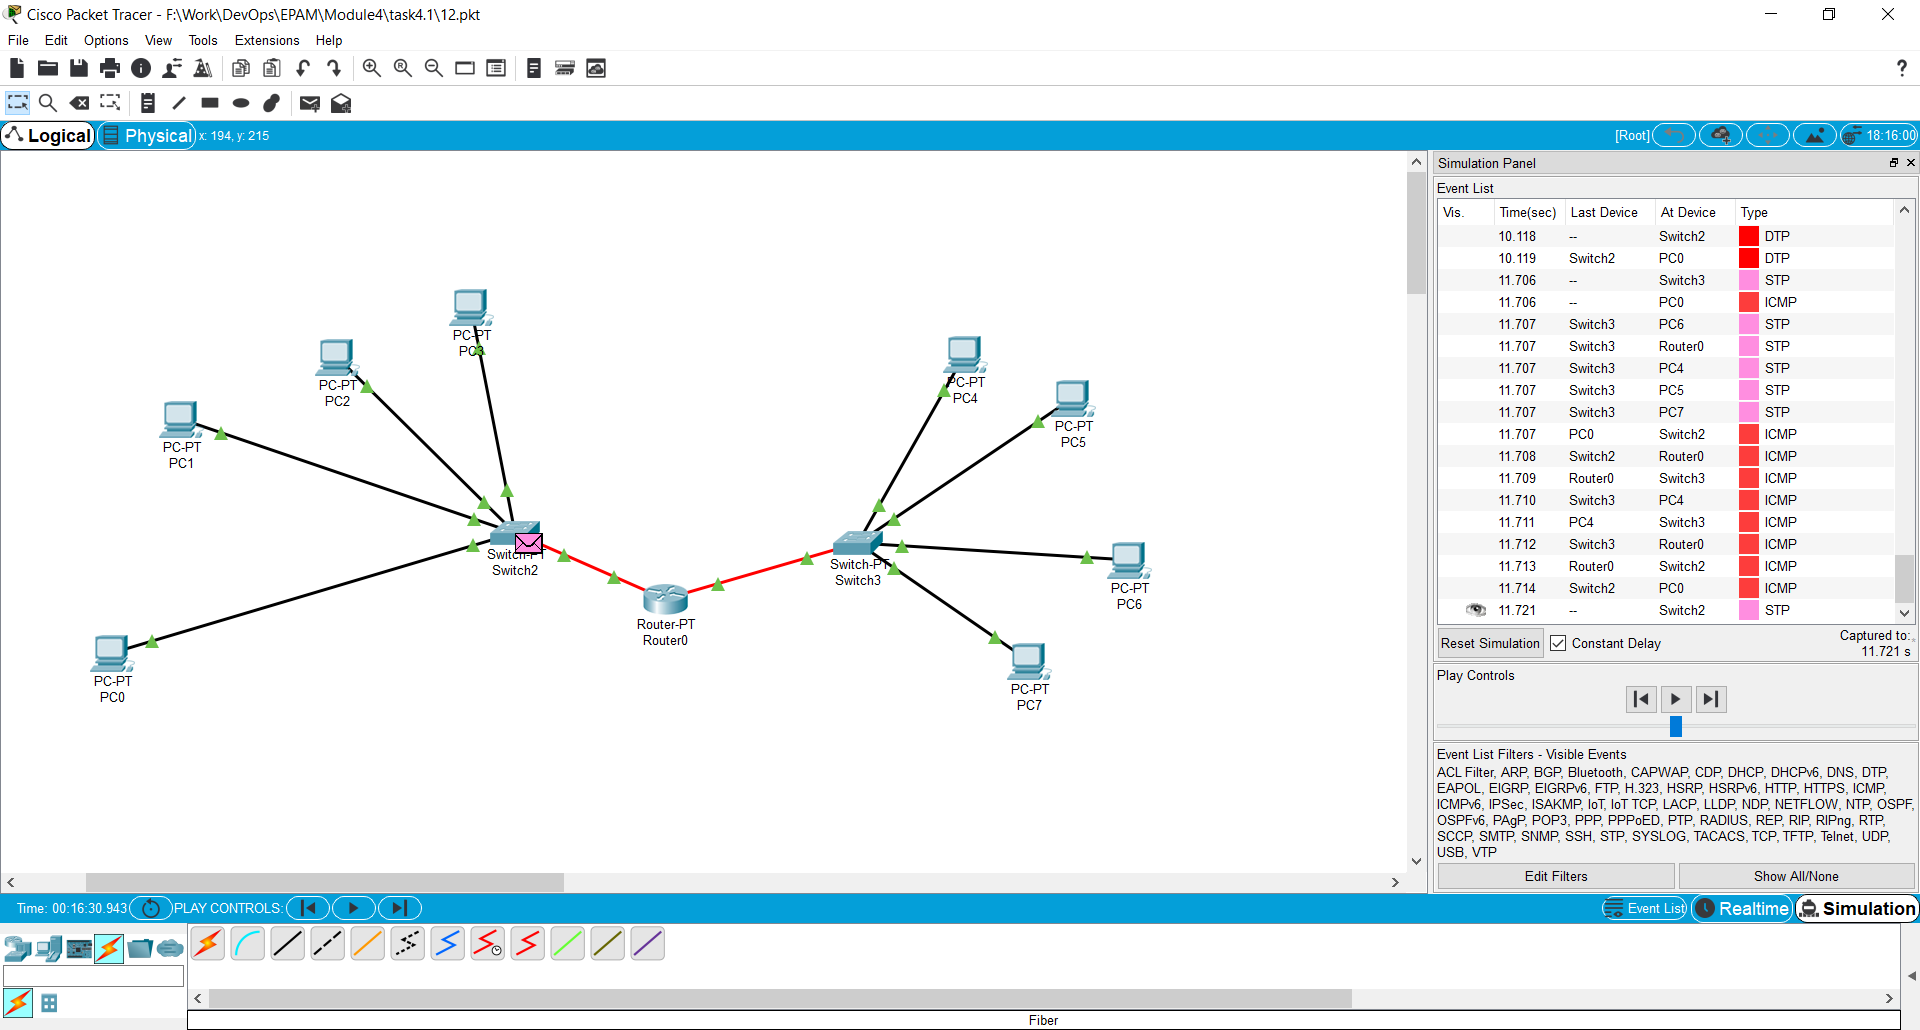 Cisco Packet Tracer - F:\Work\DevOps\EPAM\Module4\task4.1\12.pkt
File Edit Options View Tools Extensions Help
?
Logical Physical x: 194, y: 215 [Root] 18:16:00
PC-PT
PC3
PC-PT
PC2
PC-PT
PC1
PC-PT
PC0
Switch-PT
Switch2
Router-PT
Router0
Switch-PT
Switch3
PC-PT
PC4
PC-PT
PC5
PC-PT
PC6
PC-PT
PC7
Simulation Panel
Event List
Vis. Time(sec) Last Device At Device Type
10.118 -- Switch2 DTP
10.119 Switch2 PC0 DTP
11.706 -- Switch3 STP
11.706 -- PC0 ICMP
11.707 Switch3 PC6 STP
11.707 Switch3 Router0 STP
11.707 Switch3 PC4 STP
11.707 Switch3 PC5 STP
11.707 Switch3 PC7 STP
11.707 PC0 Switch2 ICMP
11.708 Switch2 Router0 ICMP
11.709 Router0 Switch3 ICMP
11.710 Switch3 PC4 ICMP
11.711 PC4 Switch3 ICMP
11.712 Switch3 Router0 ICMP
11.713 Router0 Switch2 ICMP
11.714 Switch2 PC0 ICMP
11.721 -- Switch2 STP
Reset Simulation Constant Delay Captured to:
11.721 s
Play Controls
Event List Filters - Visible Events
ACL Filter, ARP, BGP, Bluetooth, CAPWAP, CDP, DHCP, DHCPv6, DNS, DTP,
EAPOL, EIGRP, EIGRPv6, FTP, H.323, HSRP, HSRPv6, HTTP, HTTPS, ICMP,
ICMPv6, IPSec, ISAKMP, IoT, IoT TCP, LACP, LLDP, NDP, NETFLOW, NTP, OSPF,
OSPFv6, PAgP, POP3, PPP, PPPoED, PTP, RADIUS, REP, RIP, RIPng, RTP,
SCCP, SMTP, SNMP, SSH, STP, SYSLOG, TACACS, TCP, TFTP, Telnet, UDP,
USB, VTP
Edit Filters Show All/None
Time: 00:16:30.943 PLAY CONTROLS: Event List Realtime Simulation
Fiber